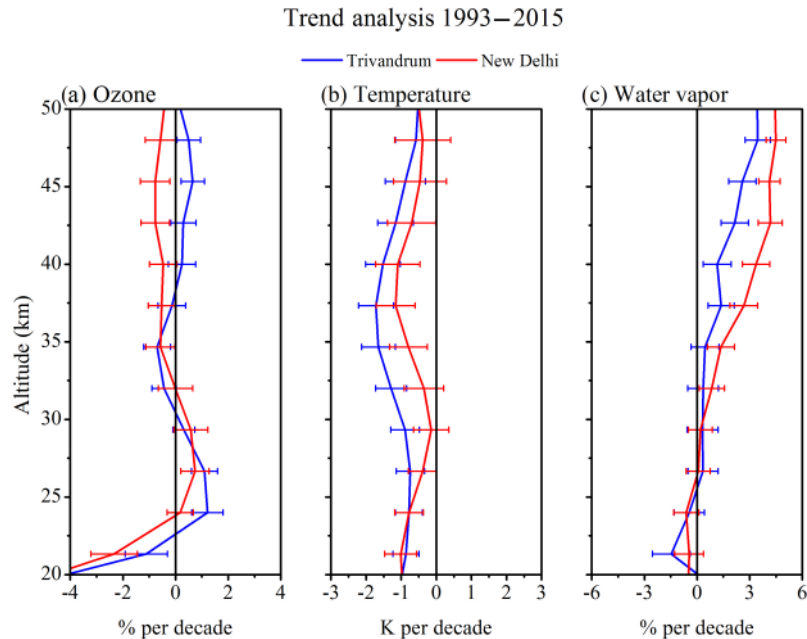 Trend analysis 1993–2015
Trivandrum New Delhi
(a) Ozone (b) Temperature (c) Water vapor
Altitude (km)
50
45
40
35
30
25
20
-4 -2 0 2 4 -3 -2 -1 0 1 2 3 -6 -3 0 3 6
% per decade K per decade % per decade